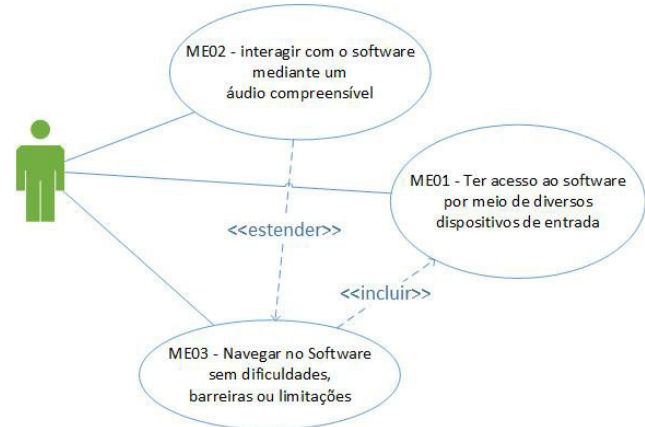 ME02 - interagir com o software
mediante um
áudio compreensível
ME01 - Ter acesso ao software
por meio de diversos
dispositivos de entrada
<<estender>>
<<incluir>>
ME03 - Navegar no Software
sem dificuldades,
barreiras ou limitações